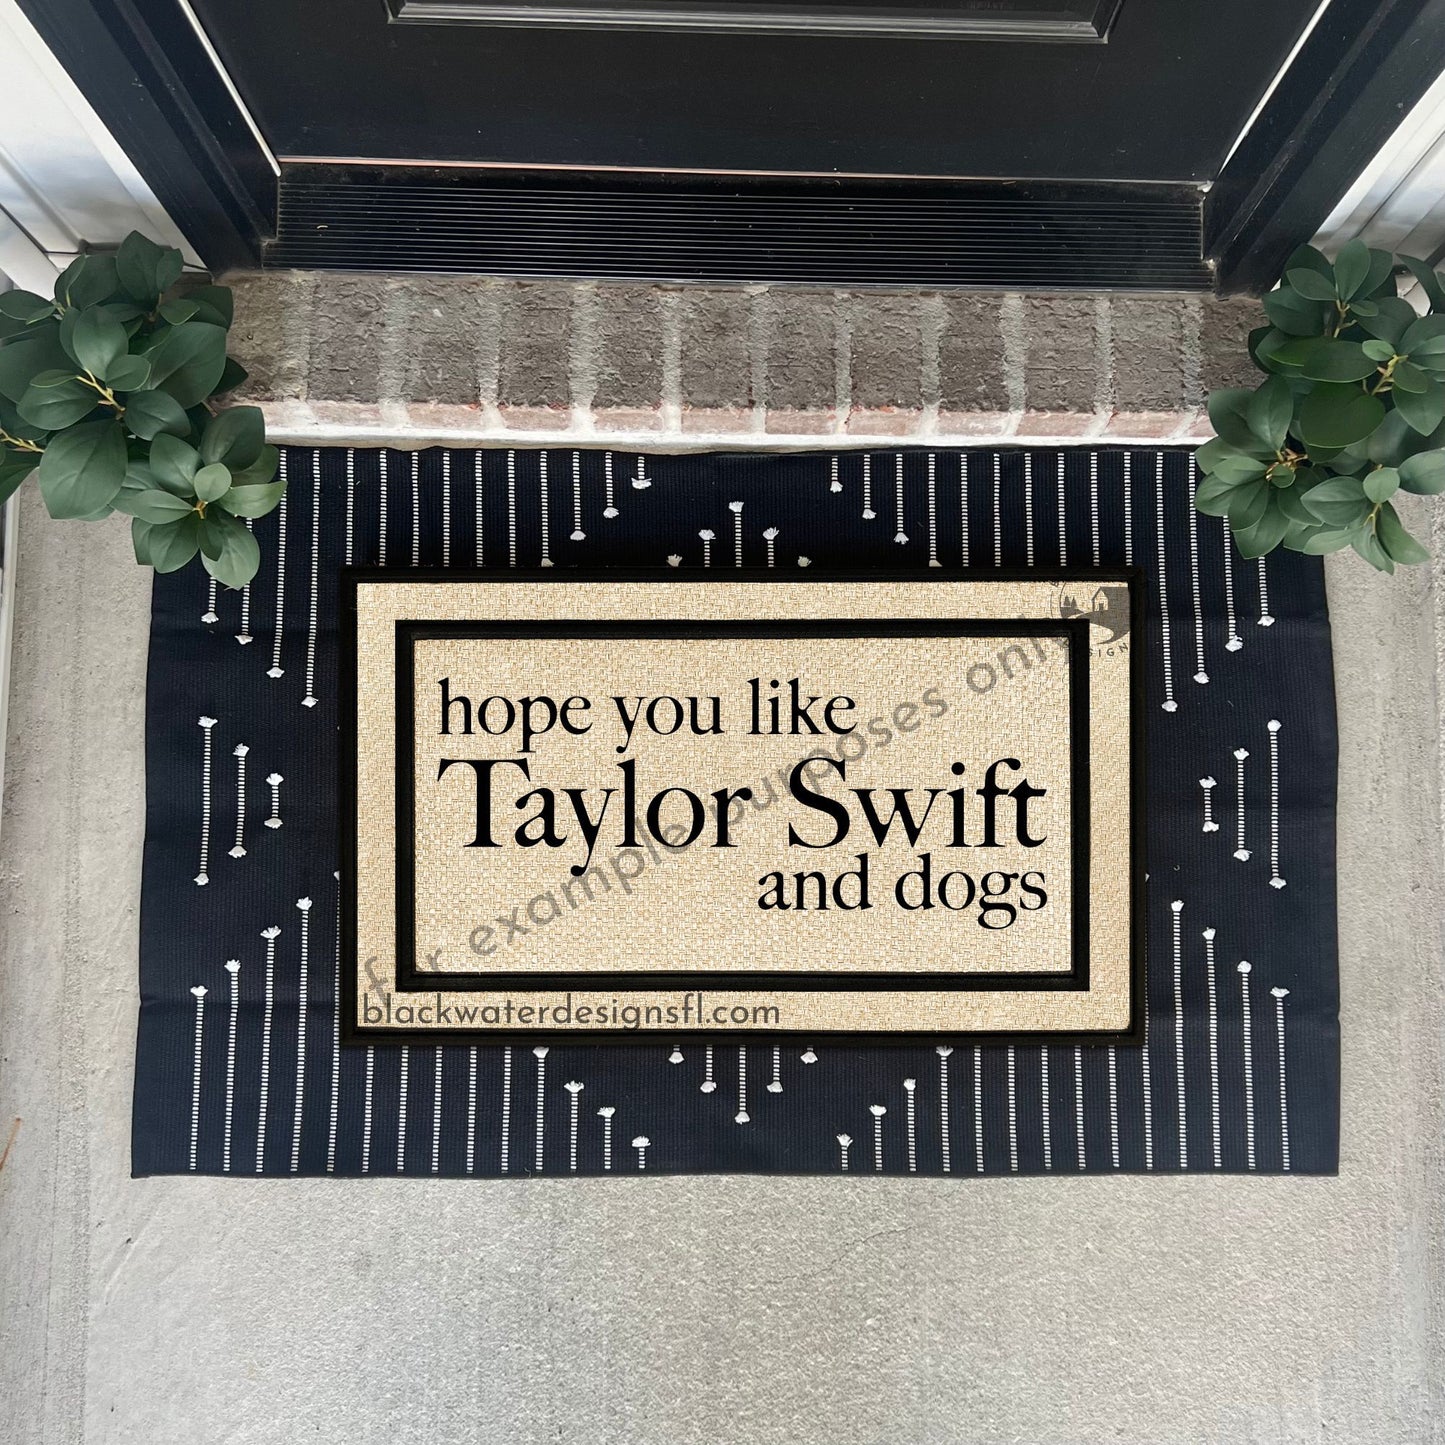 hope you like
Taylor Swift
and dogs
for example purposes only
blackwaterdesignsfl.com